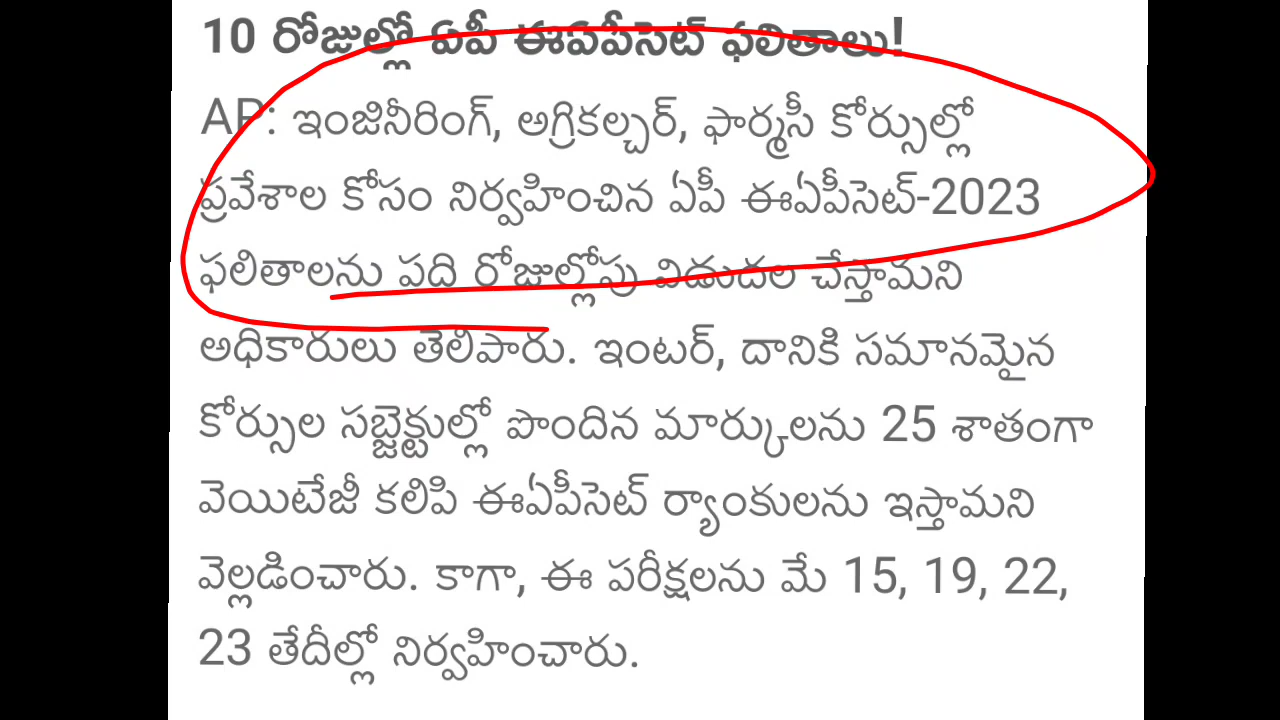 10 రోజుల్లో ఏపీ ఈఏపీసెట్ ఫలితాలు!
AP: ఇంజినీరింగ్, అగ్రికల్చర్, ఫార్మసీ కోర్సుల్లో
ప్రవేశాల కోసం నిర్వహించిన ఏపీ ఈఏపీసెట్-2023
ఫలితాలను పది రోజుల్లోపు విడుదల చేస్తామని
అధికారులు తెలిపారు. ఇంటర్, దానికి సమానమైన
కోర్సుల సబ్జెక్టుల్లో పొందిన మార్కులను 25 శాతంగా
వెయిటేజీ కలిపి ఈఏపీసెట్ ర్యాంకులను ఇస్తామని
వెల్లడించారు. కాగా, ఈ పరీక్షలను మే 15, 19, 22,
23 తేదీల్లో నిర్వహించారు.